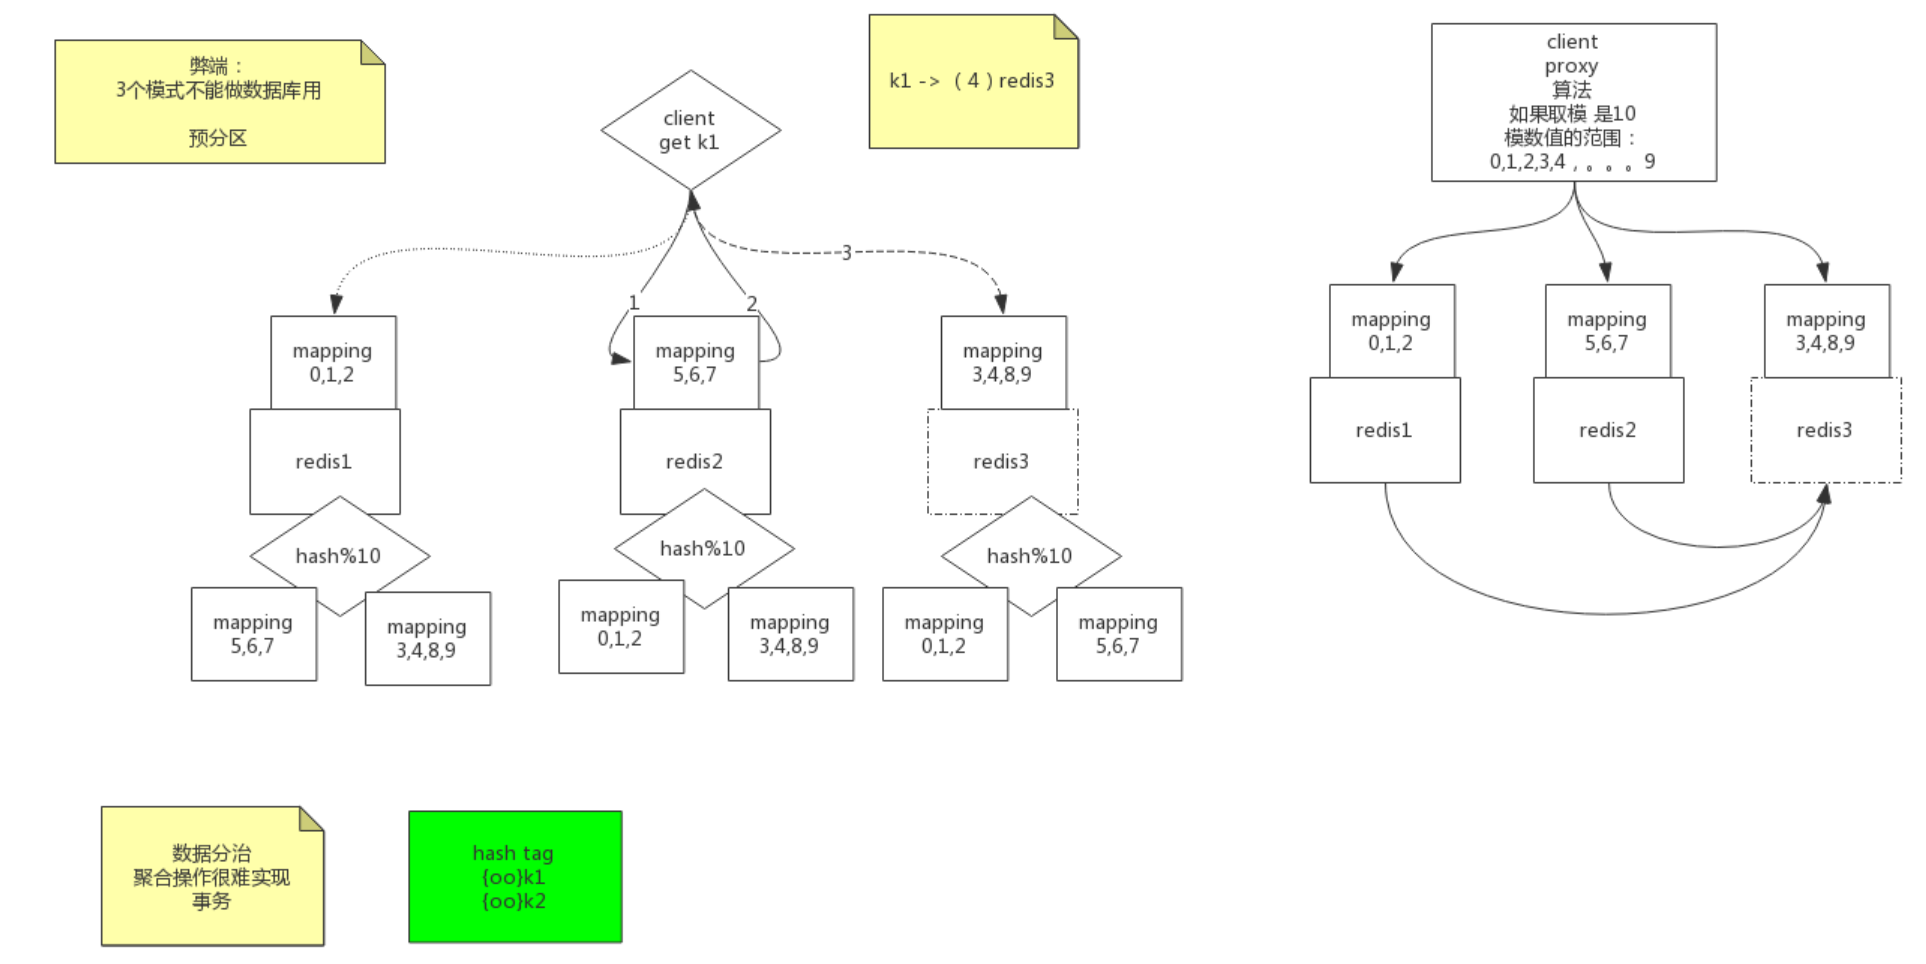 弊端：
3个模式不能做数据库用
预分区
client
get k1
k1 -> （4）redis3
client
proxy
算法
如果取模 是10
模数值的范围：
0,1,2,3,4，。。。9
3
1
2
mapping
0,1,2
mapping
5,6,7
mapping
3,4,8,9
redis1
redis2
redis3
hash%10
hash%10
hash%10
mapping
5,6,7
mapping
3,4,8,9
mapping
0,1,2
mapping
3,4,8,9
mapping
0,1,2
mapping
5,6,7
mapping
0,1,2
mapping
5,6,7
mapping
3,4,8,9
redis1
redis2
redis3
数据分治
聚合操作很难实现
事务
hash tag
{oo}k1
{oo}k2